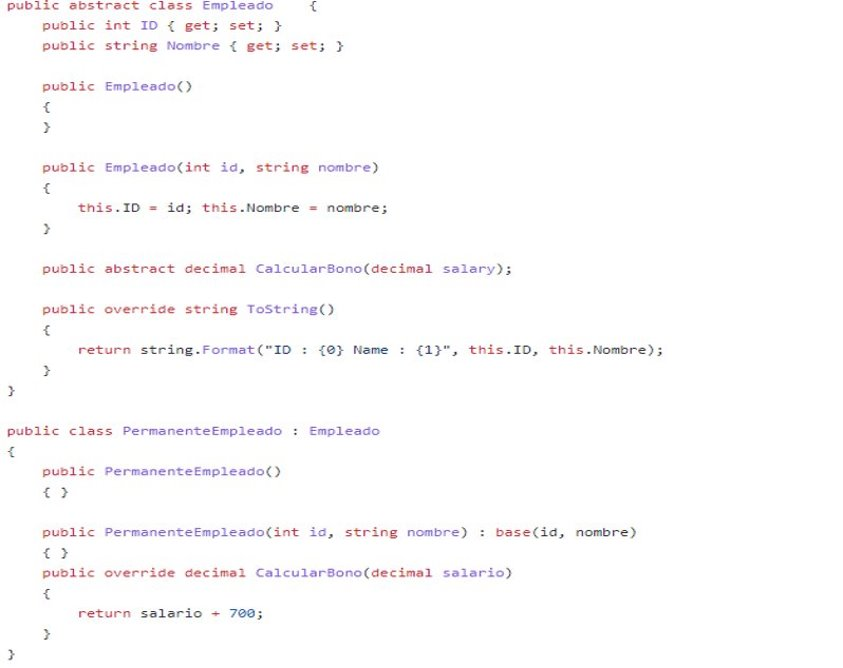 public abstract class Empleado    {
    public int ID { get; set; }
    public string Nombre { get; set; }

    public Empleado()
    {
    }

    public Empleado(int id, string nombre)
    {
        this.ID = id; this.Nombre = nombre;
    }

    public abstract decimal CalcularBono(decimal salary);

    public override string ToString()
    {
        return string.Format("ID : {0} Name : {1}", this.ID, this.Nombre);
    }
}

public class PermanenteEmpleado : Empleado
{
    public PermanenteEmpleado()
    { }

    public PermanenteEmpleado(int id, string nombre) : base(id, nombre)
    { }
    public override decimal CalcularBono(decimal salario)
    {
        return salario + 700;
    }
}